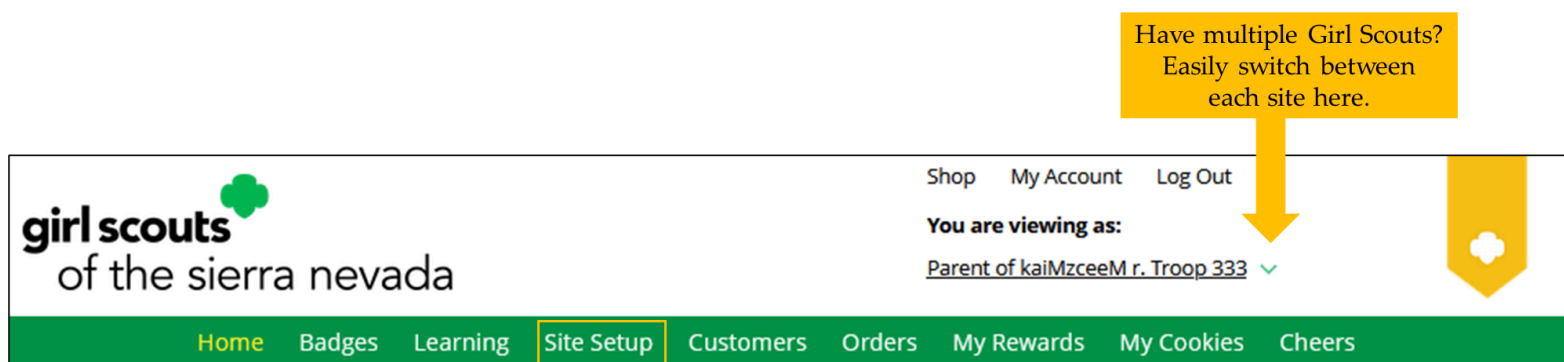 Have multiple Girl Scouts?
Easily switch between
each site here.
Shop My Account Log Out
girl scouts
of the sierra nevada
You are viewing as:
Parent of kaiMzceeM r. Troop 333
Home Badges Learning Site Setup Customers Orders My Rewards My Cookies Cheers